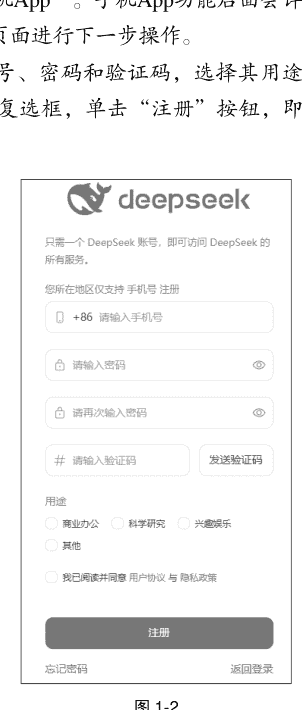 机App”。手机App功能后面会详
页面进行下一步操作。
号、密码和验证码，选择其用途
复选框，单击“注册”按钮，即
deepseek
只需一个 DeepSeek 账号，即可访问 DeepSeek 的
所有服务。
您所在地区仅支持 手机号 注册
+86 请输入手机号
请输入密码
请再次输入密码
# 请输入验证码 发送验证码
用途
商业办公 科学研究 兴趣娱乐
其他
我已阅读并同意 用户协议 与 隐私政策
注册
忘记密码 返回登录
图 1-2